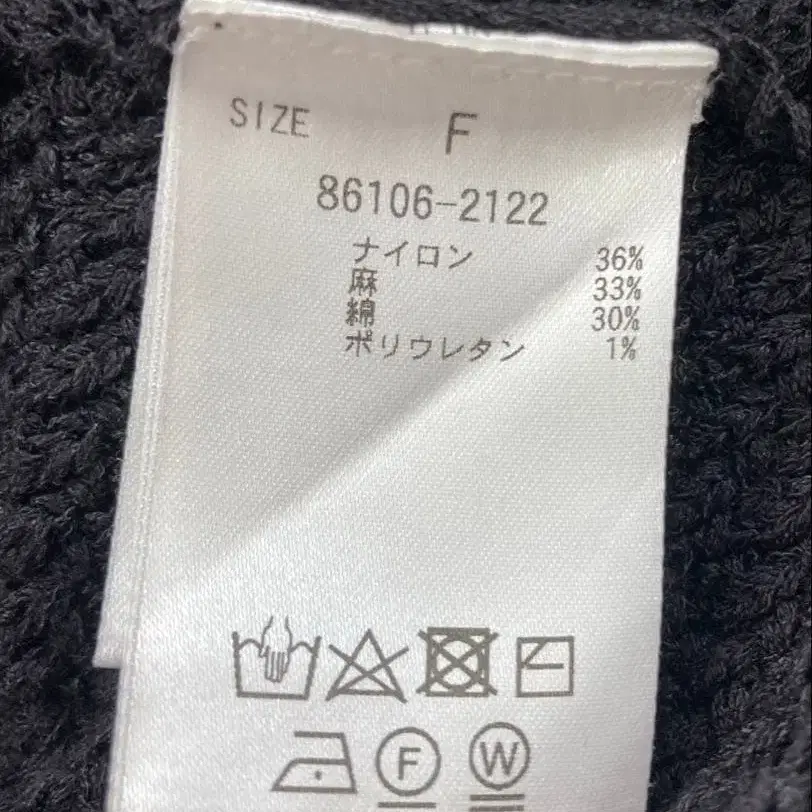 SIZE F
86106-2122
ナイロン 36%
麻 33%
綿 30%
ポリウレタン 1%
F W